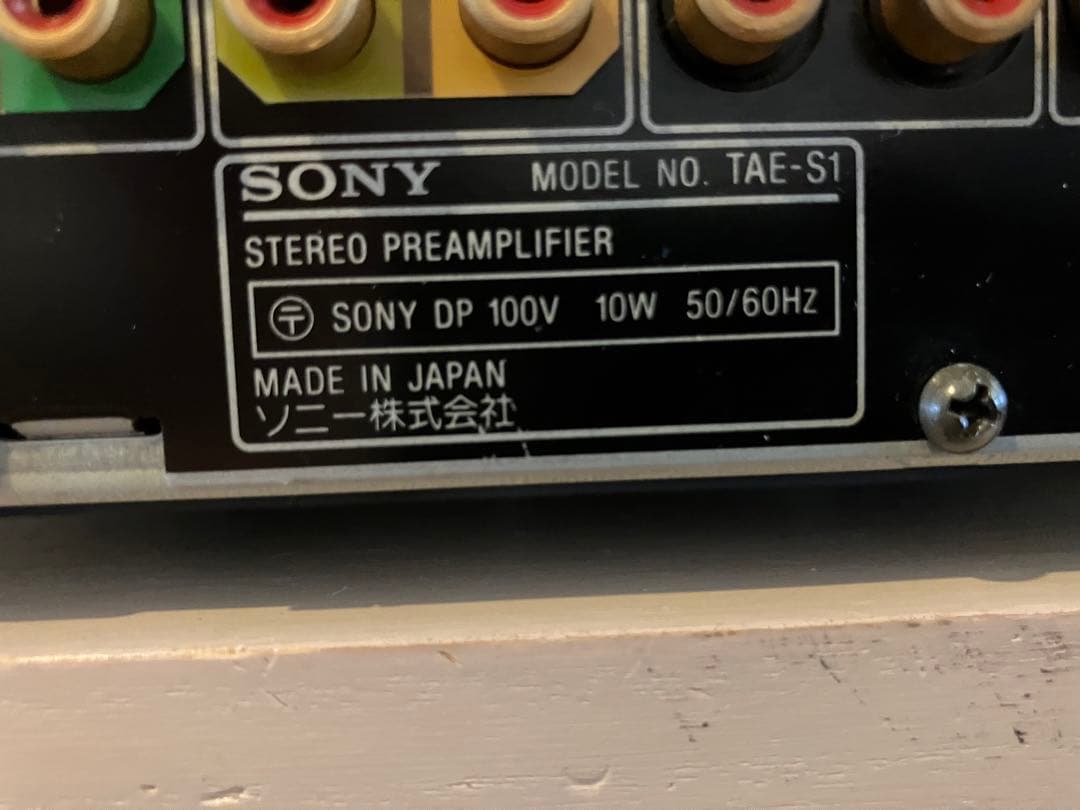 SONY MODEL NO. TAE-S1
STEREO PREAMPLIFIER
〒 SONY DP 100V 10W 50/60HZ
MADE IN JAPAN
ソニー株式会社